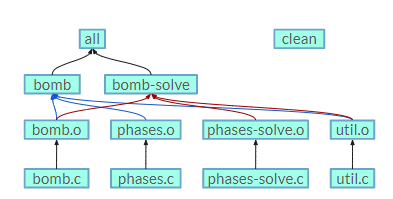 all clean
bomb bomb-solve
bomb.o phases.o phases-solve.o util.o
bomb.c phases.c phases-solve.c util.c